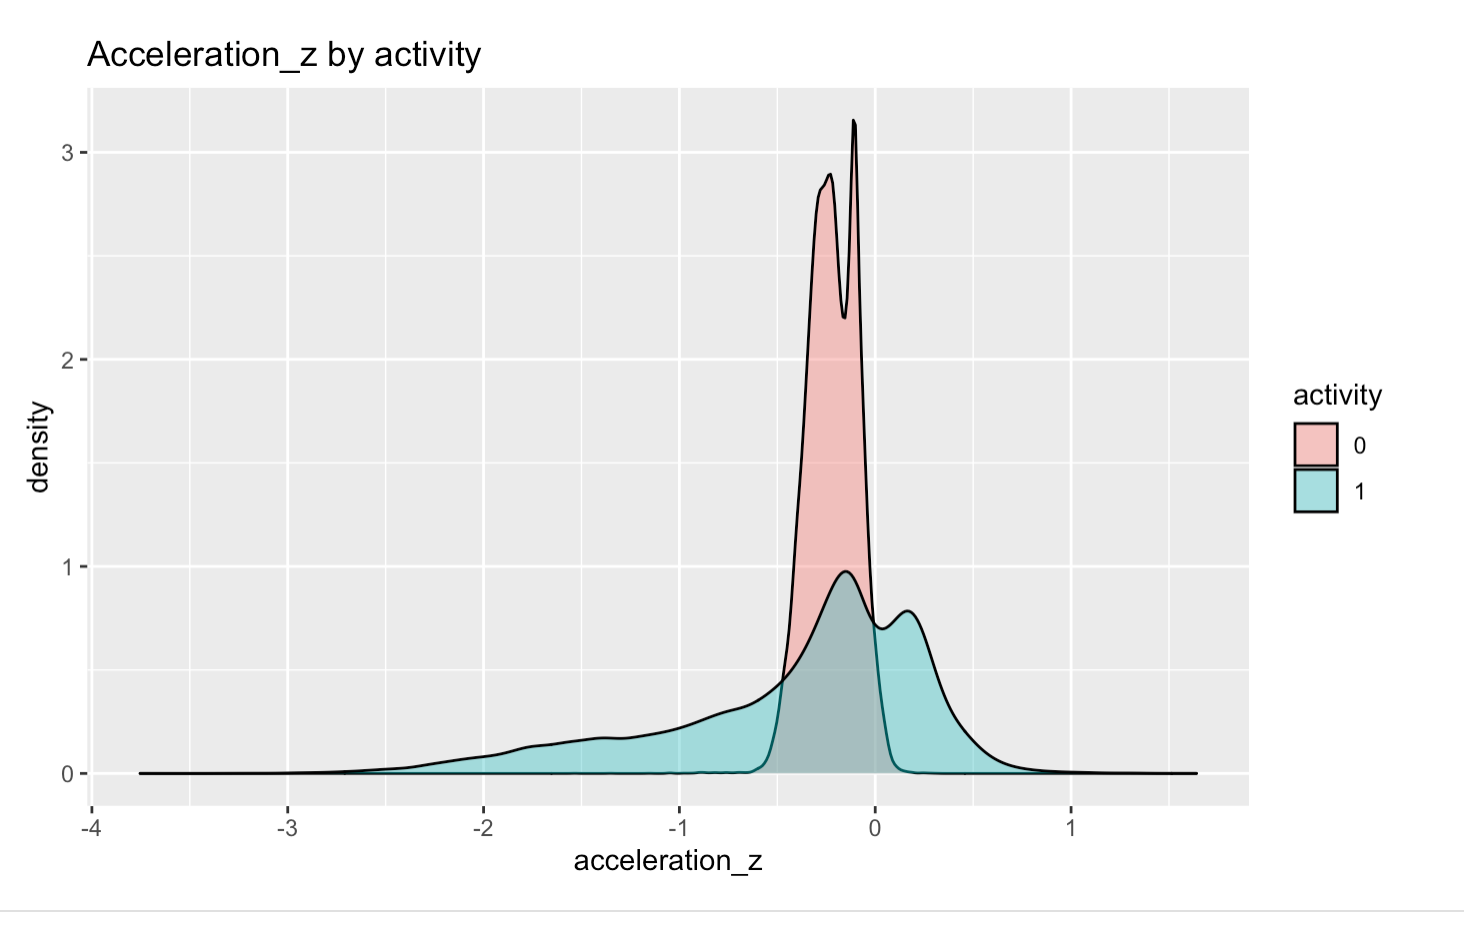 Acceleration_z by activity
3
2
1
0
density
-4 -3 -2 -1 0 1
acceleration_z
activity
0
1